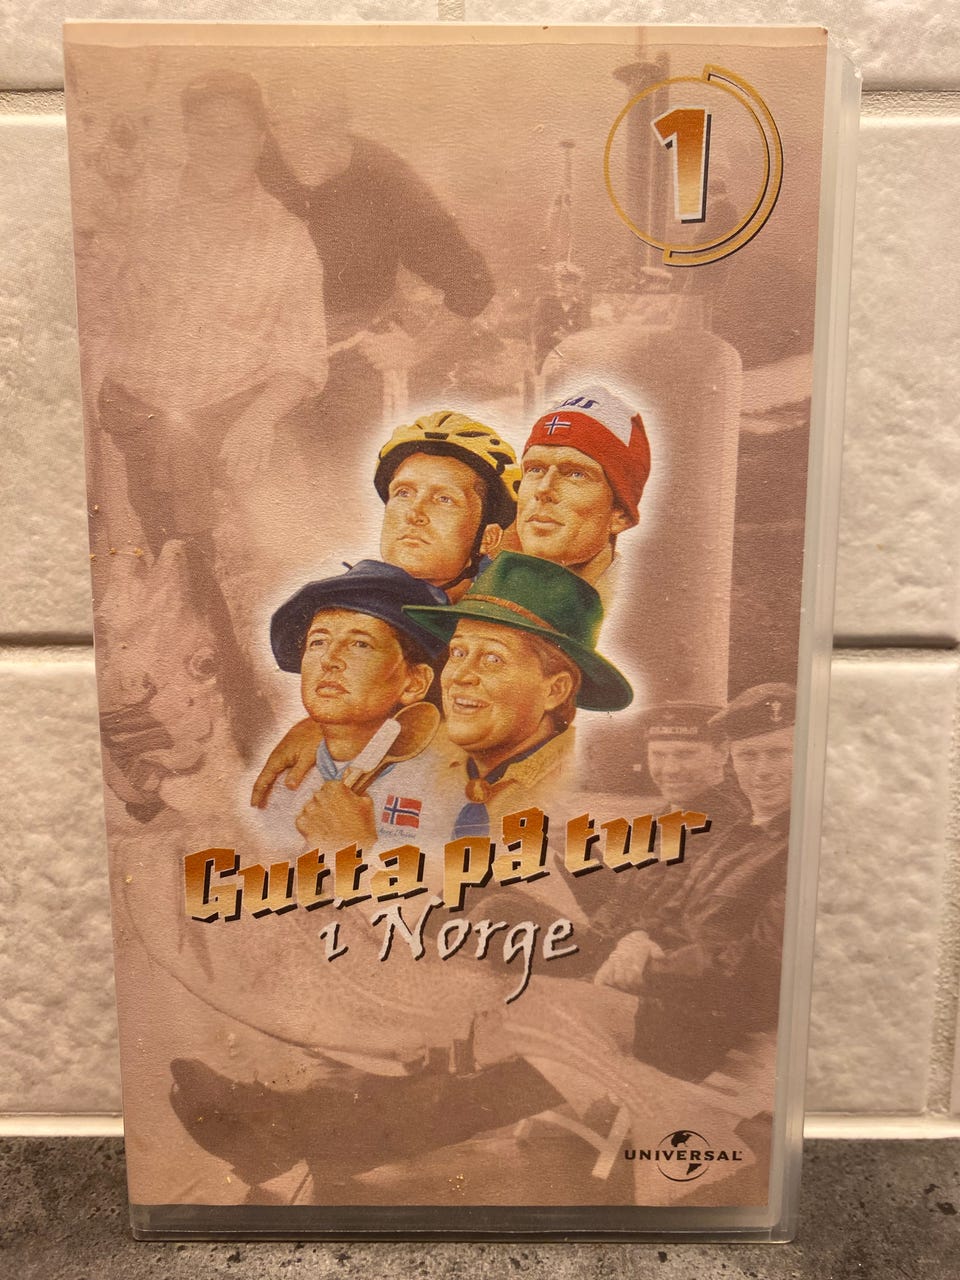 1
Gutta på tur
i Norge
UNIVERSAL